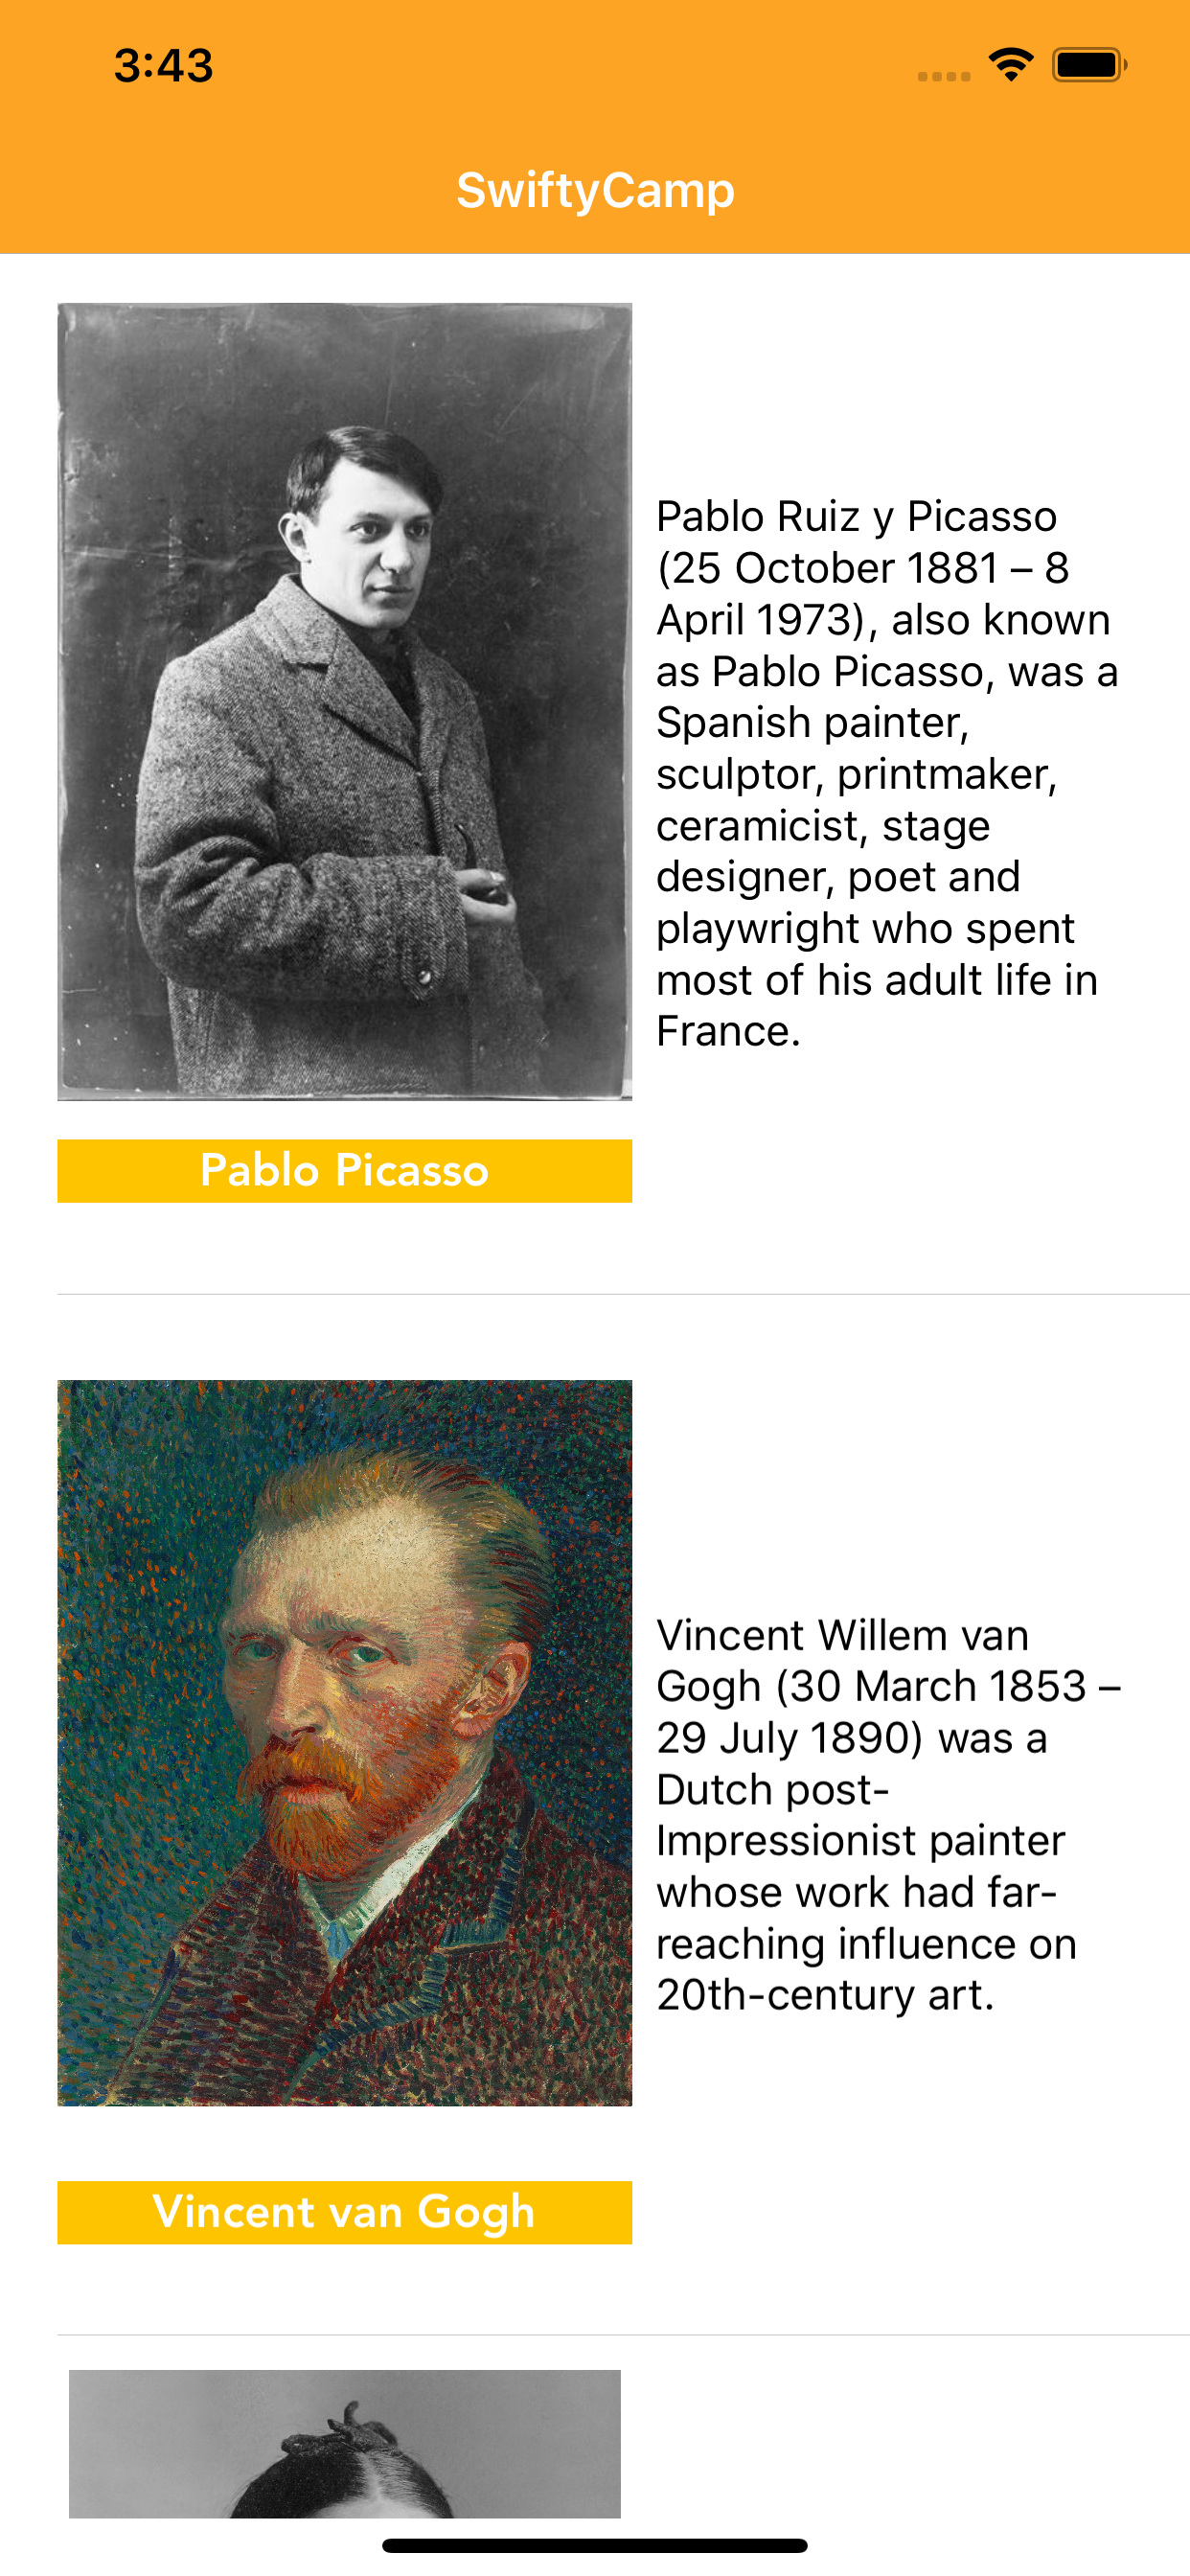 3:43
SwiftyCamp
Pablo Ruiz y Picasso
(25 October 1881 – 8
April 1973), also known
as Pablo Picasso, was a
Spanish painter,
sculptor, printmaker,
ceramicist, stage
designer, poet and
playwright who spent
most of his adult life in
France.
Pablo Picasso
Vincent Willem van
Gogh (30 March 1853 –
29 July 1890) was a
Dutch post-
Impressionist painter
whose work had far-
reaching influence on
20th-century art.
Vincent van Gogh